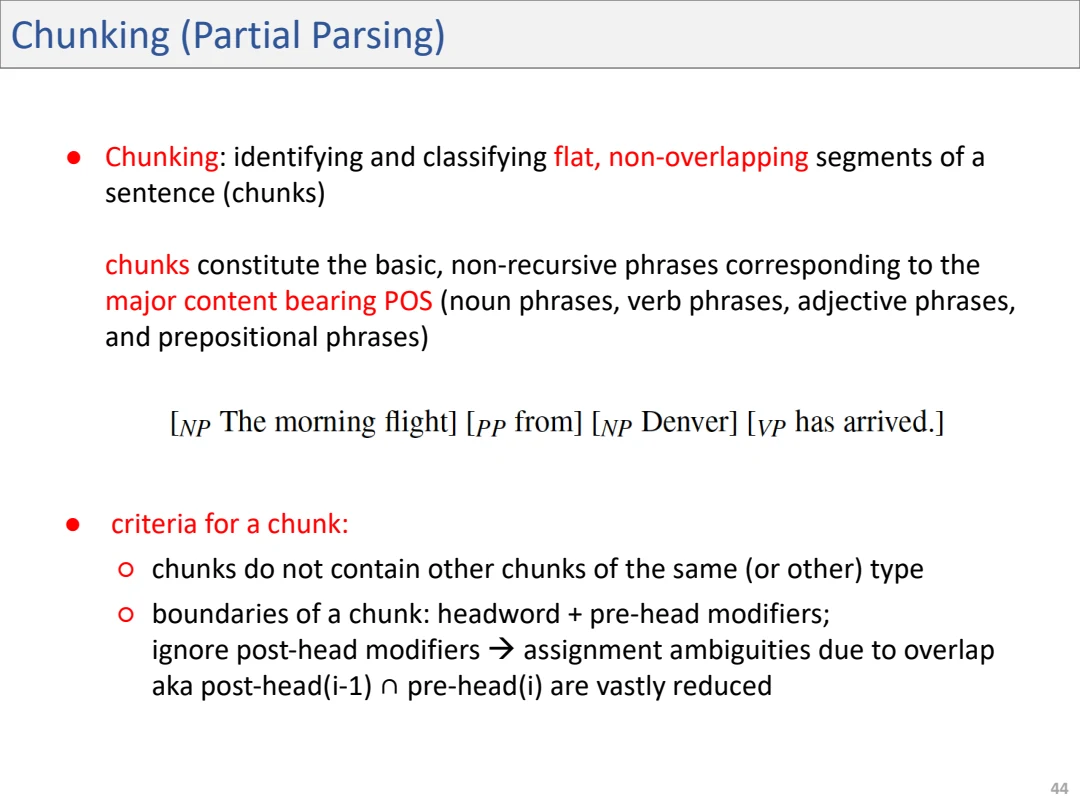 Chunking (Partial Parsing)
● Chunking: identifying and classifying flat, non-overlapping segments of a
sentence (chunks)
chunks constitute the basic, non-recursive phrases corresponding to the
major content bearing POS (noun phrases, verb phrases, adjective phrases,
and prepositional phrases)
[NP The morning flight] [PP from] [NP Denver] [VP has arrived.]
● criteria for a chunk:
○ chunks do not contain other chunks of the same (or other) type
○ boundaries of a chunk: headword + pre-head modifiers;
ignore post-head modifiers → assignment ambiguities due to overlap
aka post-head(i-1) ∩ pre-head(i) are vastly reduced
44